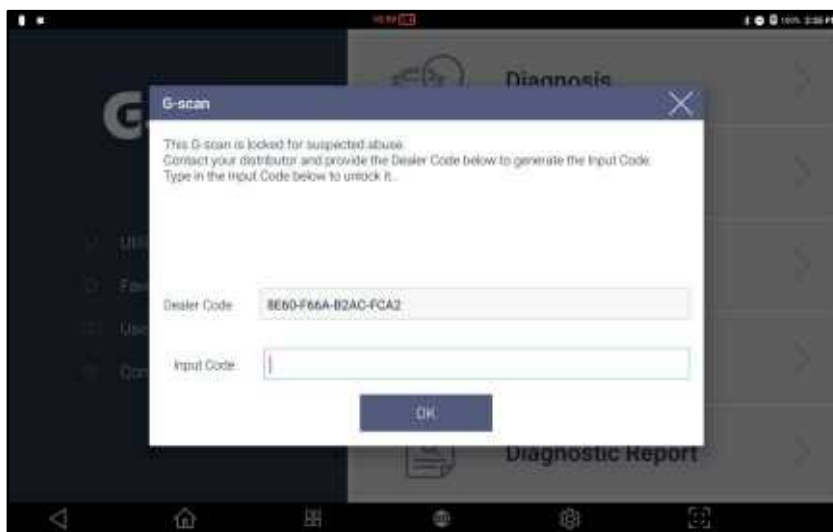 100%
G-scan
This G-scan is locked for suspected abuse.
Contact your distributor and provide the Dealer Code below to generate the Input Code.
Type in the Input Code below to unlock it.
Dealer Code
8E60-F66A-B2AC-FCA2
Input Code
OK
Diagnosis
Diagnostic Report